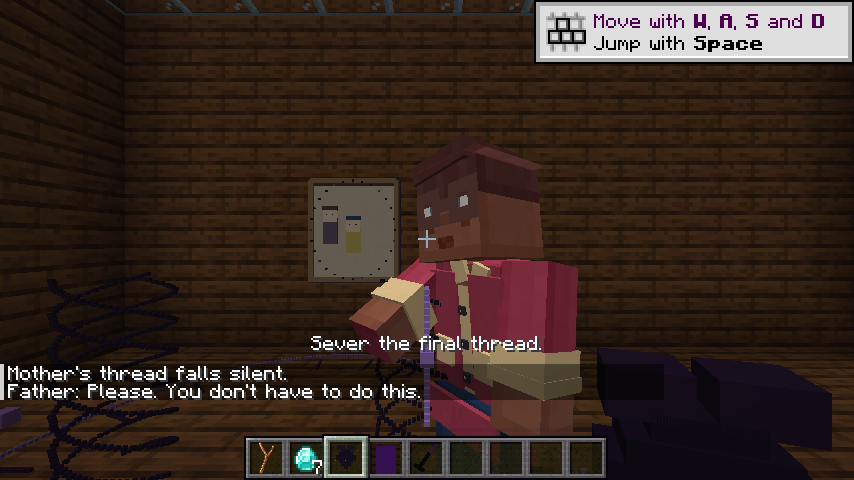 Move with W, A, S and D
Jump with Space
Sever the final thread.
Mother's thread falls silent.
Father: Please. You don't have to do this.
7